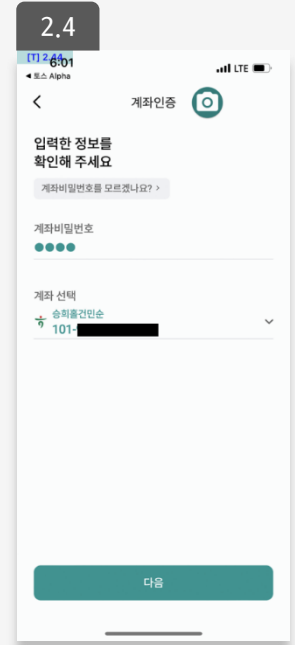 2.4
[T] 2.44
6:01
LTE
◀ 토스 Alpha
계좌인증
입력한 정보를
확인해 주세요
계좌비밀번호를 모르겠나요? >
계좌비밀번호
계좌 선택
승희홍건민순
101-
다음